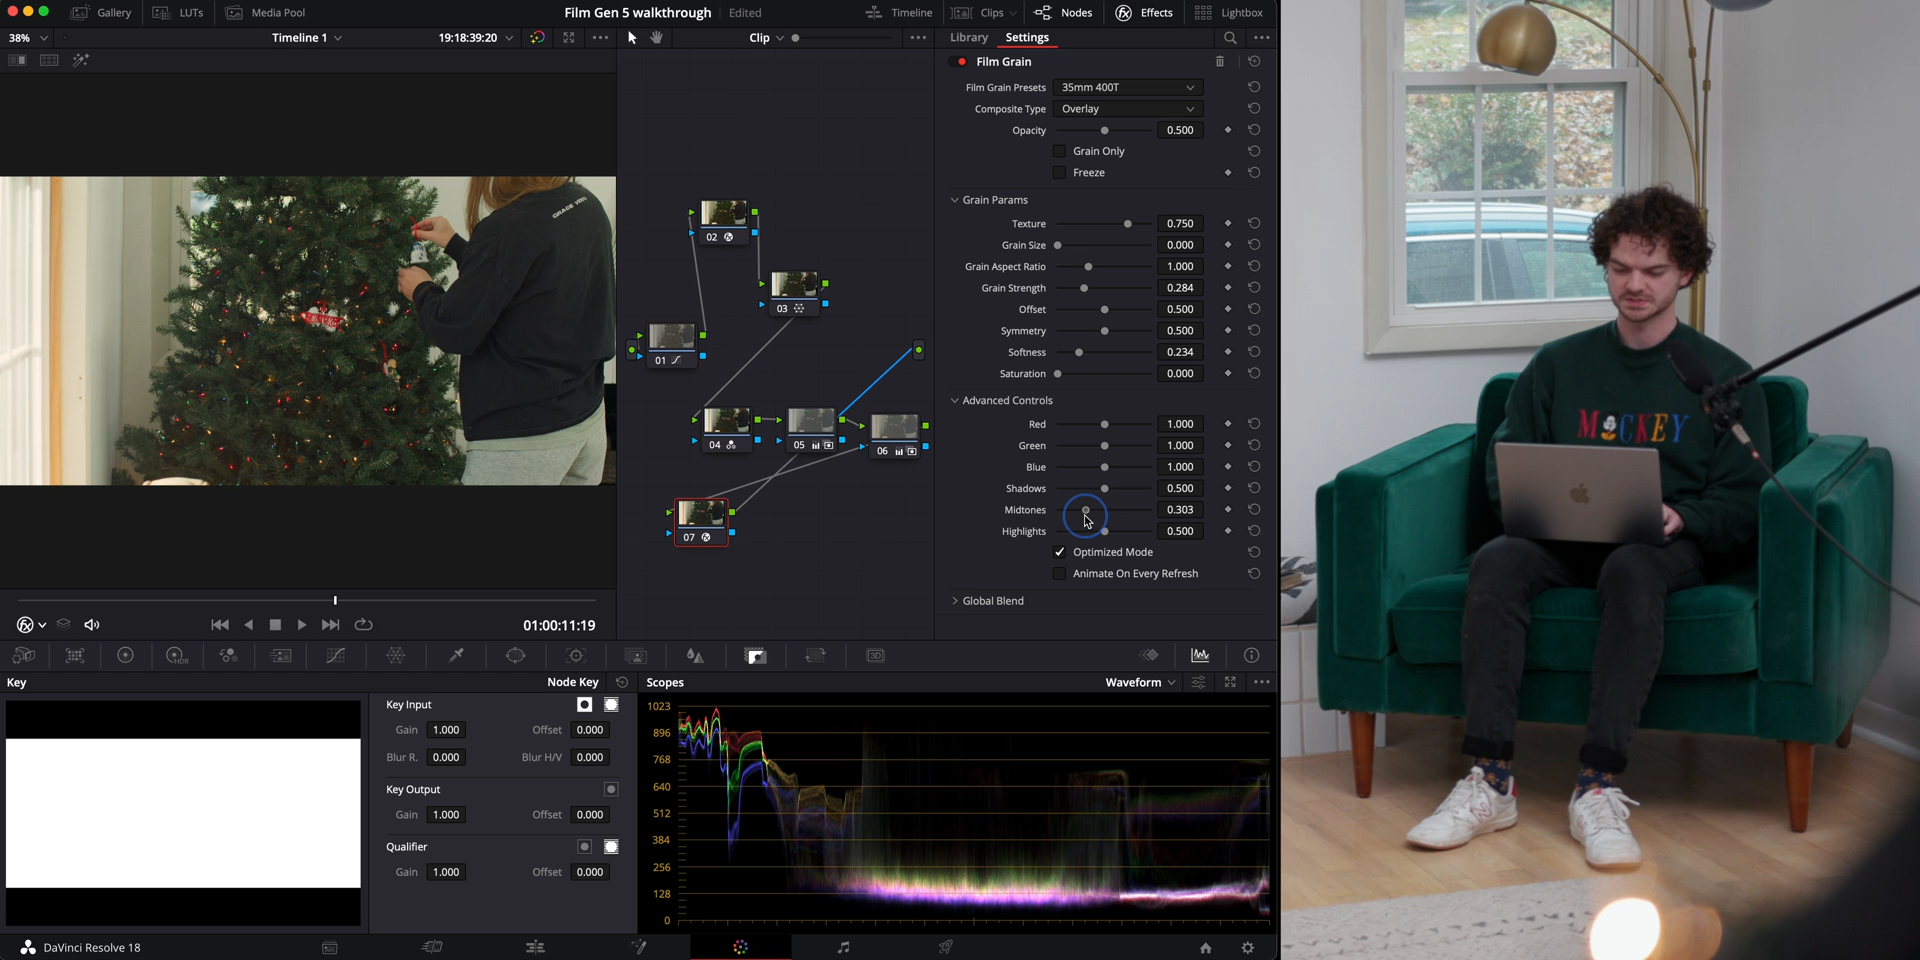 Gallery LUTs Media Pool Film Gen 5 walkthrough Edited Timeline Clips Nodes Effects Lightbox
38% Timeline 1 19:18:39:20 Clip Library Settings
Film Grain
Film Grain Presets 35mm 400T
Composite Type Overlay
Opacity 0.500
Grain Only
Freeze
Grain Params
Texture 0.750
Grain Size 0.000
Grain Aspect Ratio 1.000
Grain Strength 0.284
Offset 0.500
Symmetry 0.500
Softness 0.234
Saturation 0.000
Advanced Controls
Red 1.000
Green 1.000
Blue 1.000
Shadows 0.500
Midtones 0.303
Highlights 0.500
Optimized Mode
Animate On Every Refresh
Global Blend
02
03
01
04 05 06
07
GRACE VOID
MICKEY
01:00:11:19
HDR 3D
Key Node Key Scopes Waveform
Key Input
Gain 1.000 Offset 0.000
Blur R. 0.000 Blur H/V 0.000
Key Output
Gain 1.000 Offset 0.000
Qualifier
Gain 1.000 Offset 0.000
1023
896
768
640
512
384
256
128
0
DaVinci Resolve 18